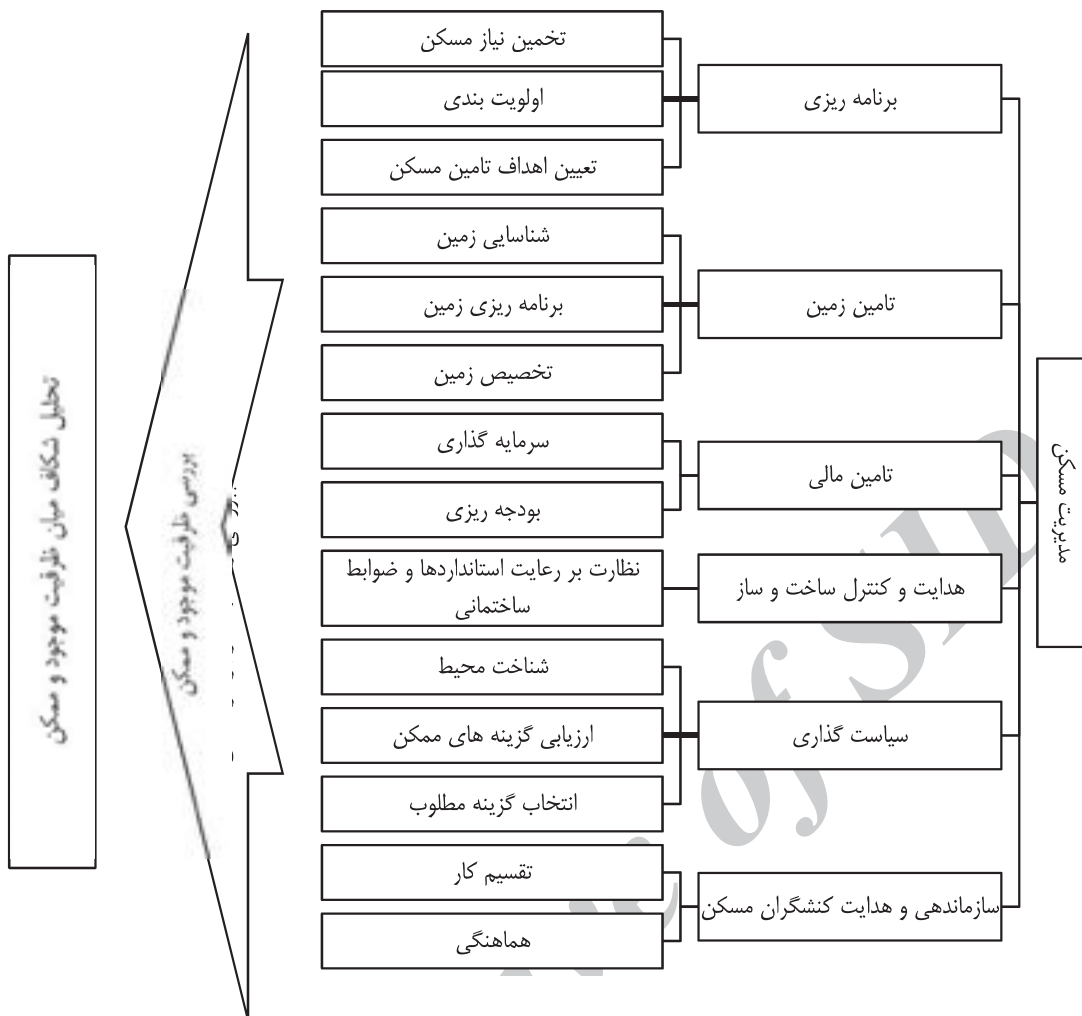 مدیریت مسکن
برنامه ریزی
تخمین نیاز مسکن
اولویت بندی
تعیین اهداف تامین مسکن
تامین زمین
شناسایی زمین
برنامه ریزی زمین
تخصیص زمین
تامین مالی
سرمایه گذاری
بودجه ریزی
هدایت و کنترل ساخت و ساز
نظارت بر رعایت استانداردها و ضوابط
ساختمانی
سیاست گذاری
شناخت محیط
ارزیابی گزینه های ممکن
انتخاب گزینه مطلوب
سازماندهی و هدایت کنشگران مسکن
تقسیم کار
هماهنگی
بررسی ظرفیت موجود و ممکن
تحلیل شکاف میان ظرفیت موجود و ممکن
of SID